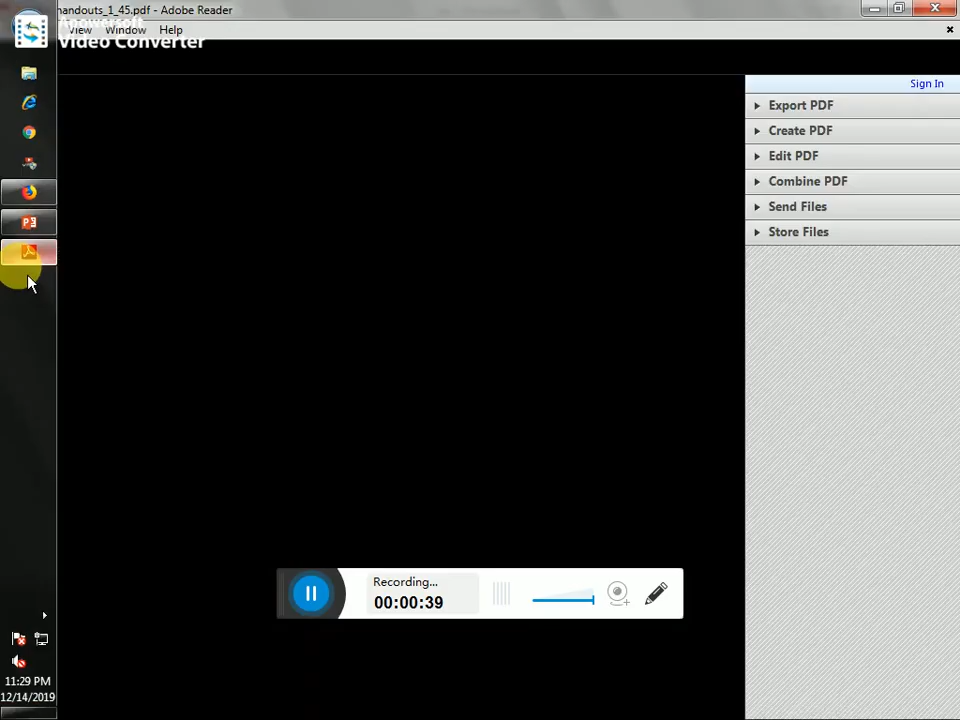 handouts_1_45.pdf - Adobe Reader
Apowersoft
Video Converter
View Window Help
Sign In
Export PDF
Create PDF
Edit PDF
Combine PDF
Send Files
Store Files
Recording...
00:00:39
11:29 PM
12/14/2019